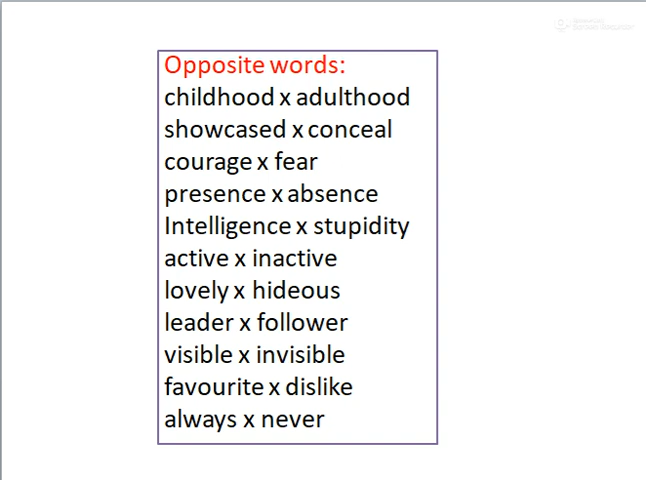 Opposite words:
childhood x adulthood
showcased x conceal
courage x fear
presence x absence
Intelligence x stupidity
active x inactive
lovely x hideous
leader x follower
visible x invisible
favourite x dislike
always x never